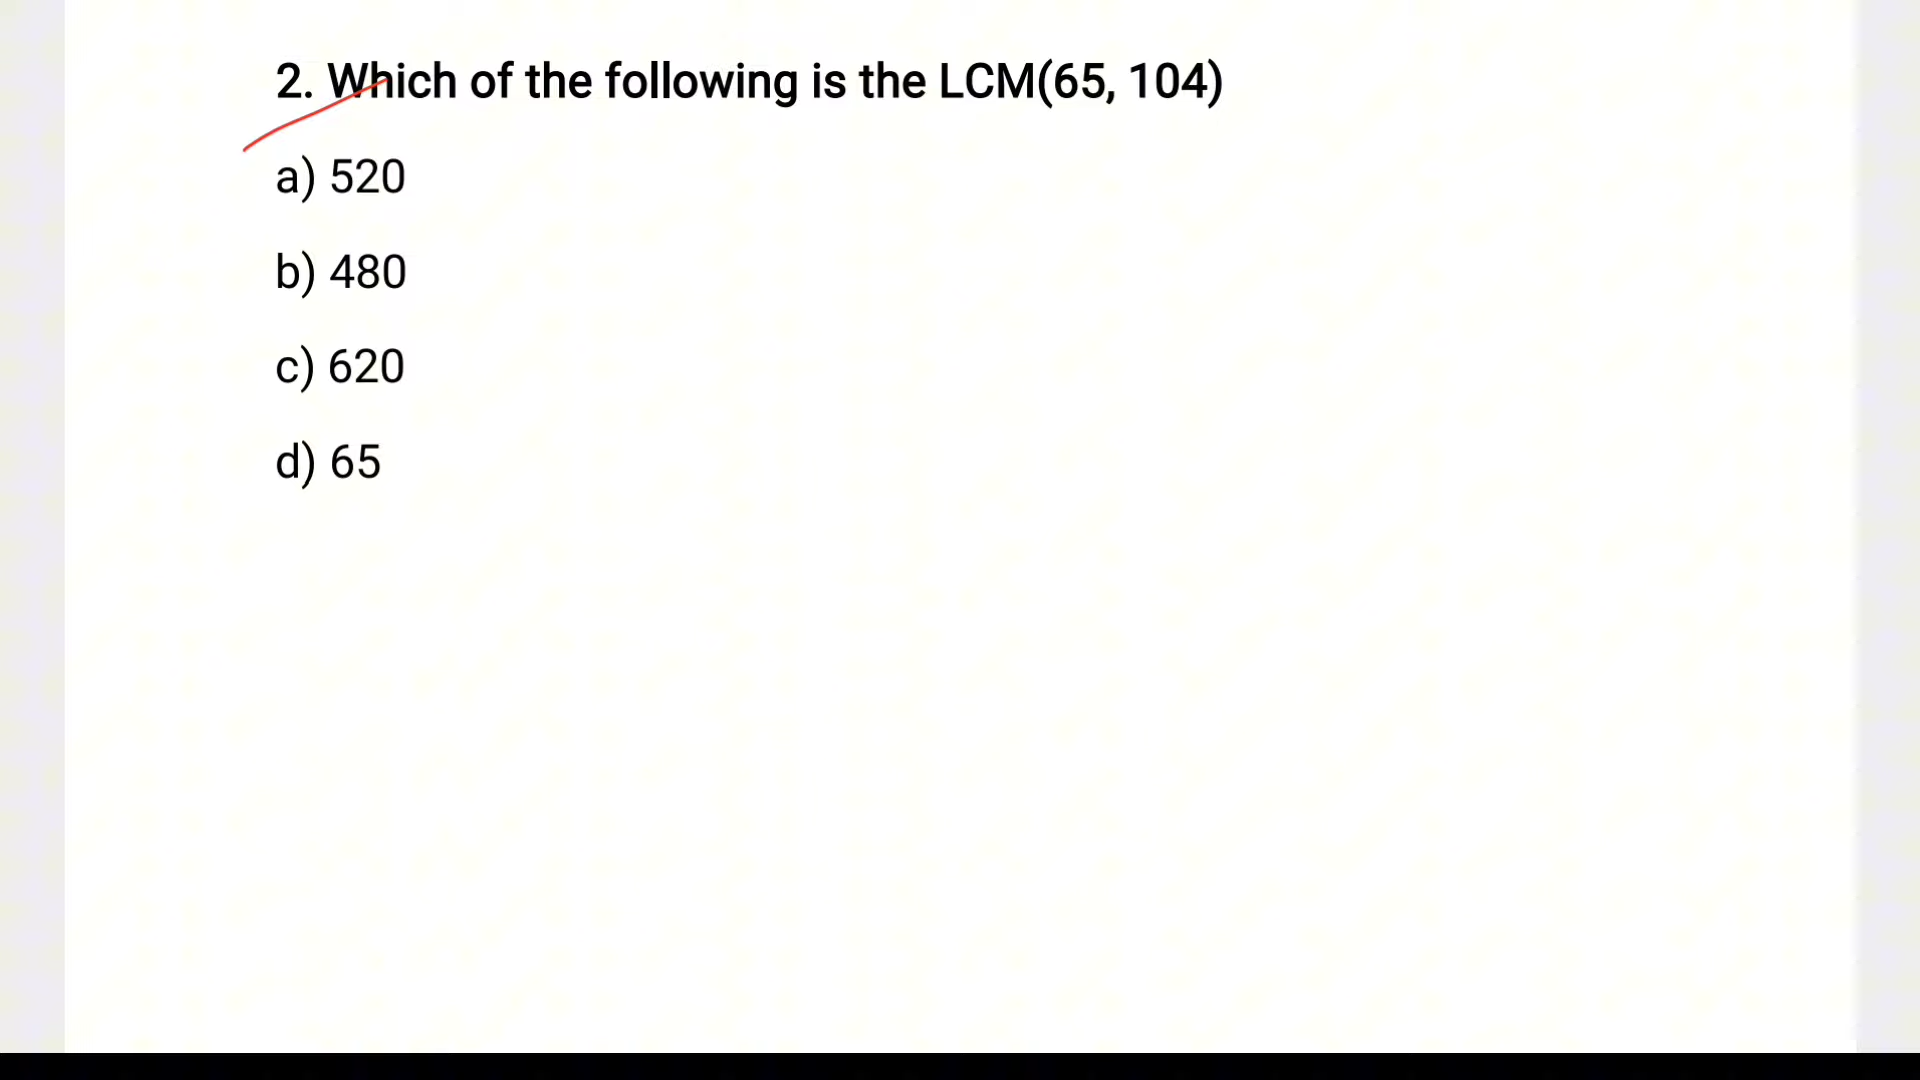 2. Which of the following is the LCM(65, 104)
a) 520
b) 480
c) 620
d) 65